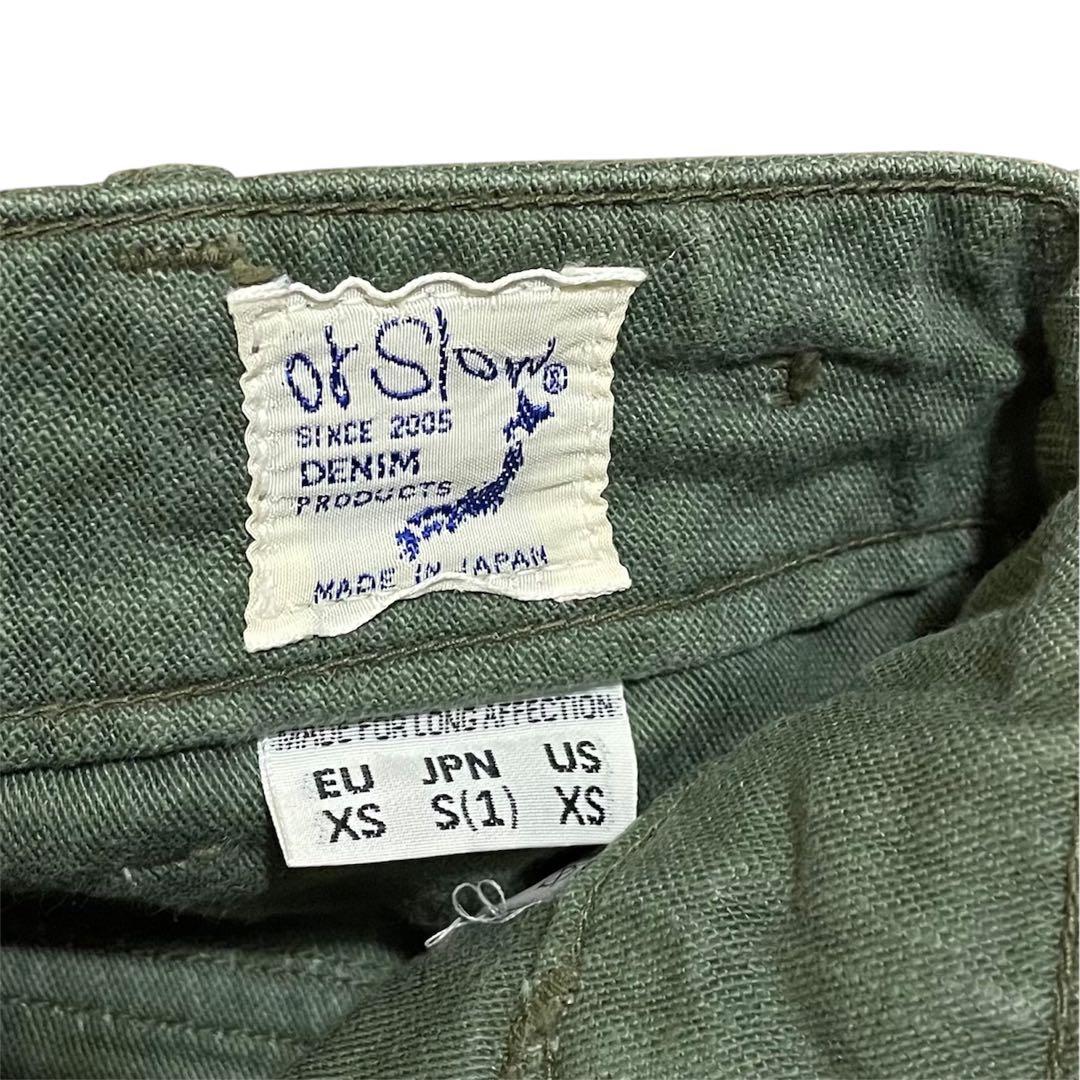 orSlow®
SINCE 2005
DENIM
PRODUCTS
MADE IN JAPAN
MADE FOR LONG AFFECTION
EU JPN US
XS S(1) XS